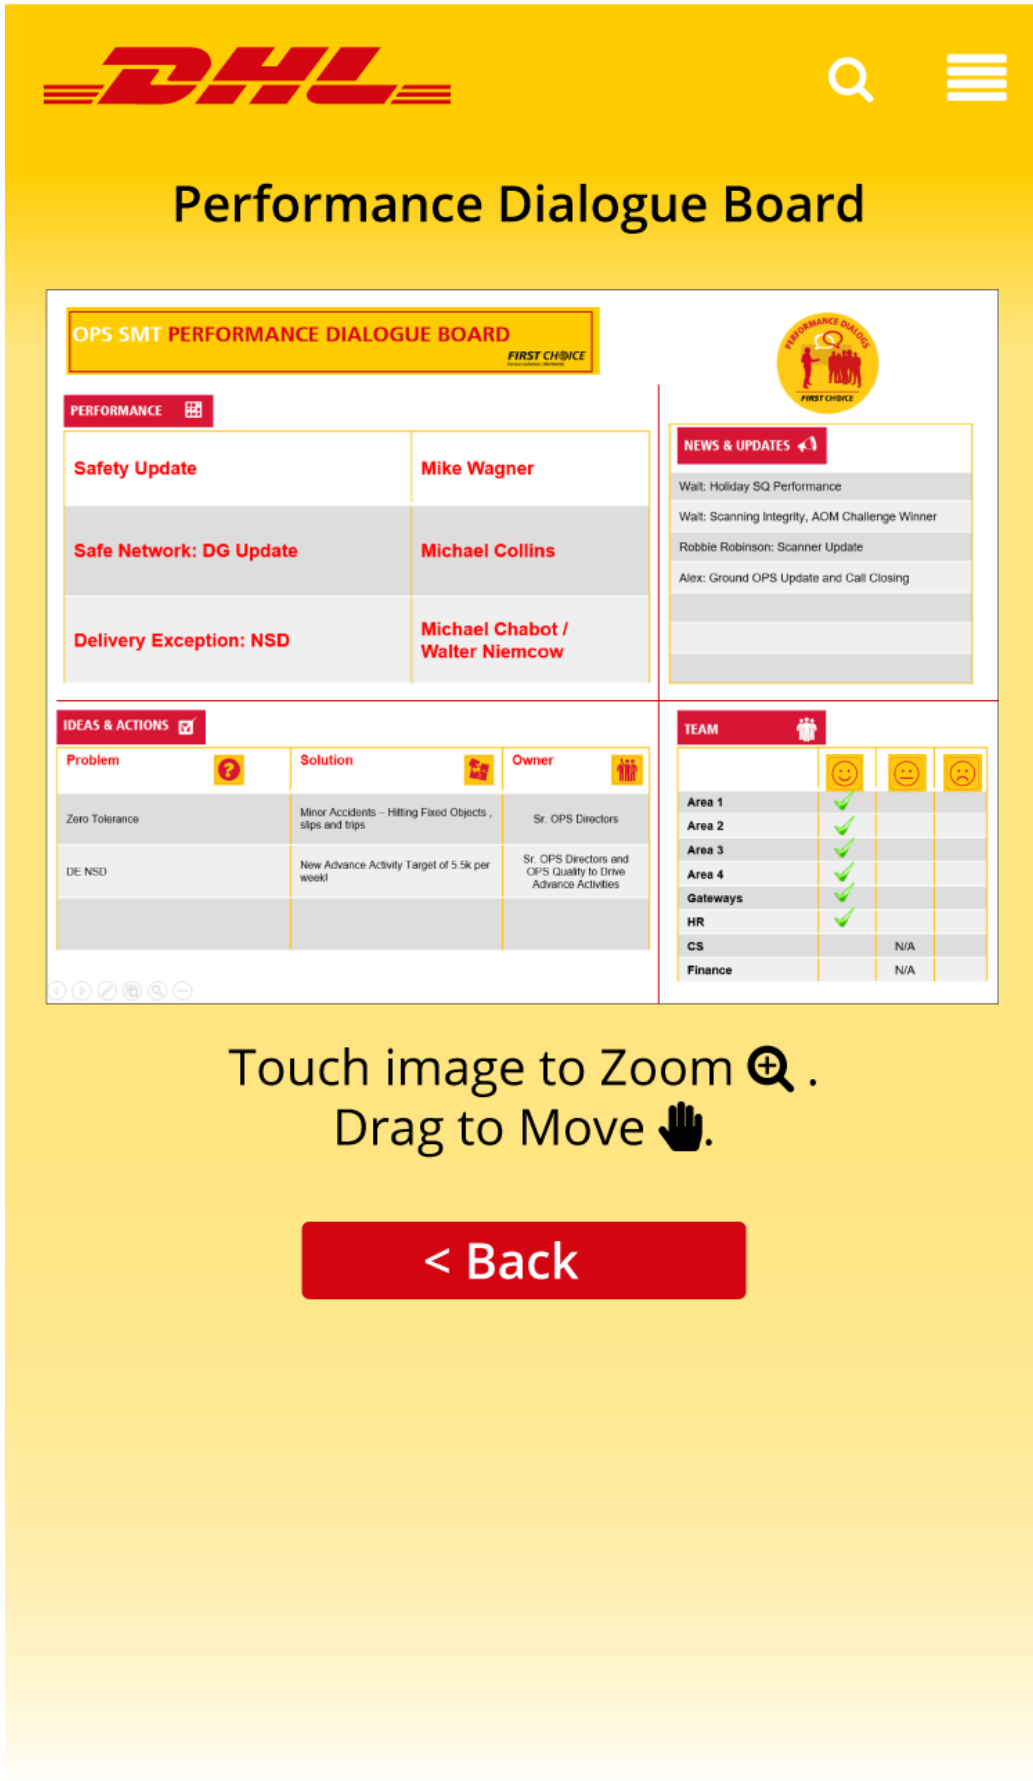 DHL
Performance Dialogue Board
OPS SMT PERFORMANCE DIALOGUE BOARD
FIRST CHOICE
PERFORMANCE DIALOGS
FIRST CHOICE
PERFORMANCE
Safety Update Mike Wagner
Safe Network: DG Update Michael Collins
Delivery Exception: NSD Michael Chabot /
Walter Niemcow
NEWS & UPDATES
Walt: Holiday SQ Performance
Walt: Scanning Integrity, AOM Challenge Winner
Robbie Robinson: Scanner Update
Alex: Ground OPS Update and Call Closing
IDEAS & ACTIONS
Problem Solution Owner
Zero Tolerance
Minor Accidents – Hitting Fixed Objects ,
slips and trips
Sr. OPS Directors
DE NSD
New Advance Activity Target of 5.5k per
week!
Sr. OPS Directors and
OPS Quality to Drive
Advance Activities
TEAM
Area 1
Area 2
Area 3
Area 4
Gateways
HR
CS N/A
Finance N/A
Touch image to Zoom .
Drag to Move .
< Back